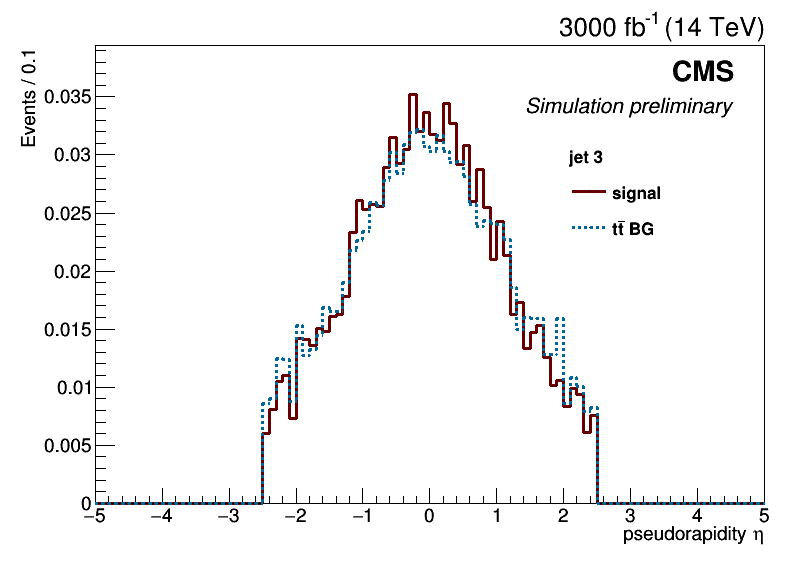 3000 fb⁻¹ (14 TeV)
Events / 0.1
CMS
Simulation preliminary
jet 3
signal
tt̄ BG
0.035
0.03
0.025
0.02
0.015
0.01
0.005
0
−5 −4 −3 −2 −1 0 1 2 3 4 5
pseudorapidity η